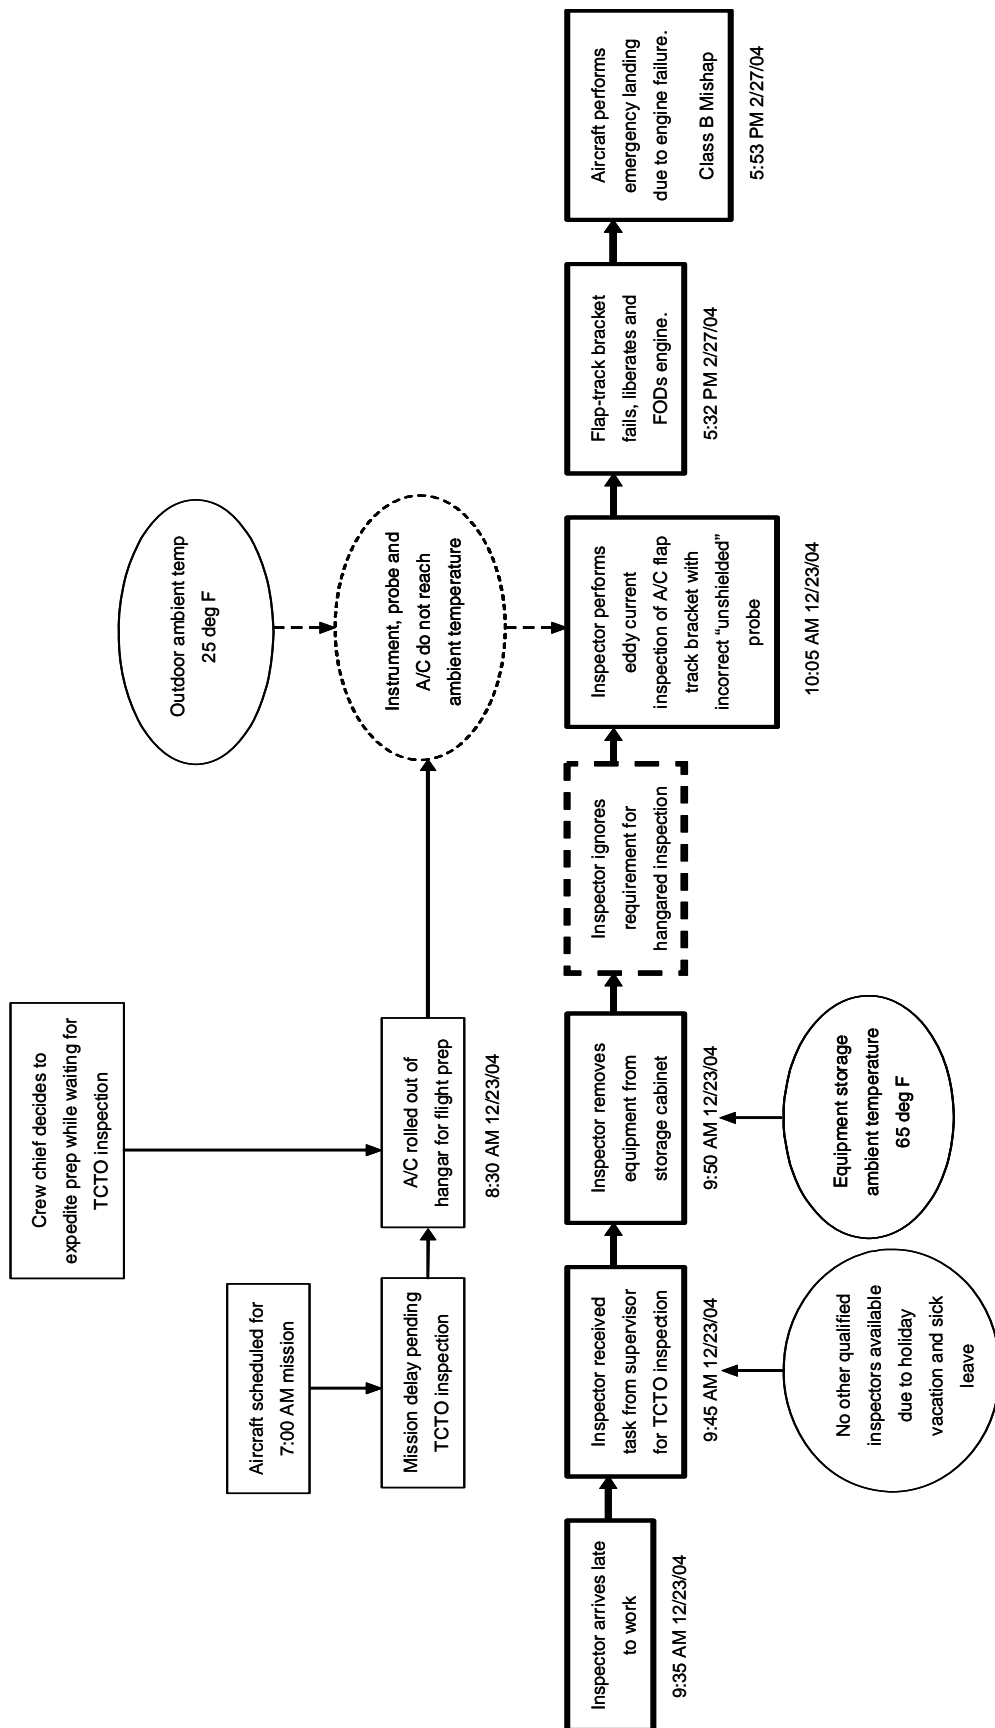 Crew chief decides to
expedite prep while waiting for
TCTO inspection
Aircraft scheduled for
7:00 AM mission
Mission delay pending
TCTO inspection
A/C rolled out of
hangar for flight prep
8:30 AM 12/23/04
Outdoor ambient temp
25 deg F
Instrument, probe and
A/C do not reach
ambient temperature
Inspector arrives late
to work
9:35 AM 12/23/04
Inspector received
task from supervisor
for TCTO inspection
9:45 AM 12/23/04
Inspector removes
equipment from
storage cabinet
9:50 AM 12/23/04
Inspector ignores
requirement for
hangared inspection
Inspector performs
eddy current
inspection of A/C flap
track bracket with
incorrect “unshielded”
probe
10:05 AM 12/23/04
Flap-track bracket
fails, liberates and
FODs engine.
5:32 PM 2/27/04
Aircraft performs
emergency landing
due to engine failure.
Class B Mishap
5:53 PM 2/27/04
No other qualified
inspectors available
due to holiday
vacation and sick
leave
Equipment storage
ambient temperature
65 deg F